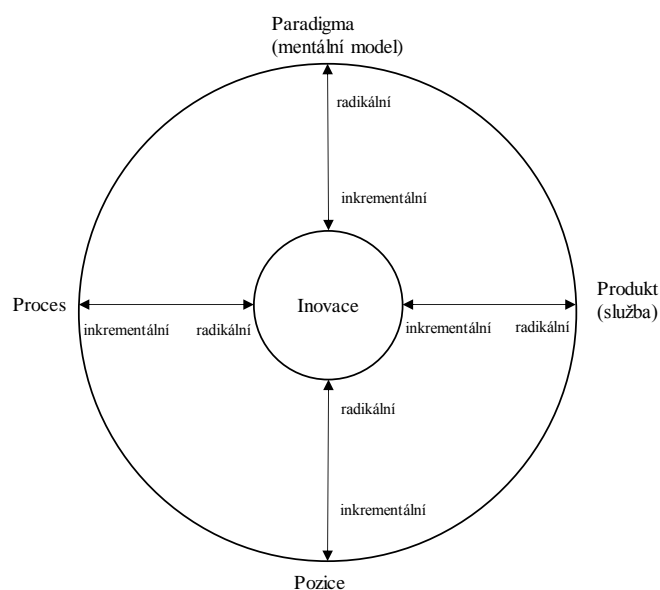 Paradigma
(mentální model)
radikální
inkrementální
Proces
Inovace
Produkt
(služba)
inkrementální
radikální
inkrementální
radikální
radikální
inkrementální
Pozice